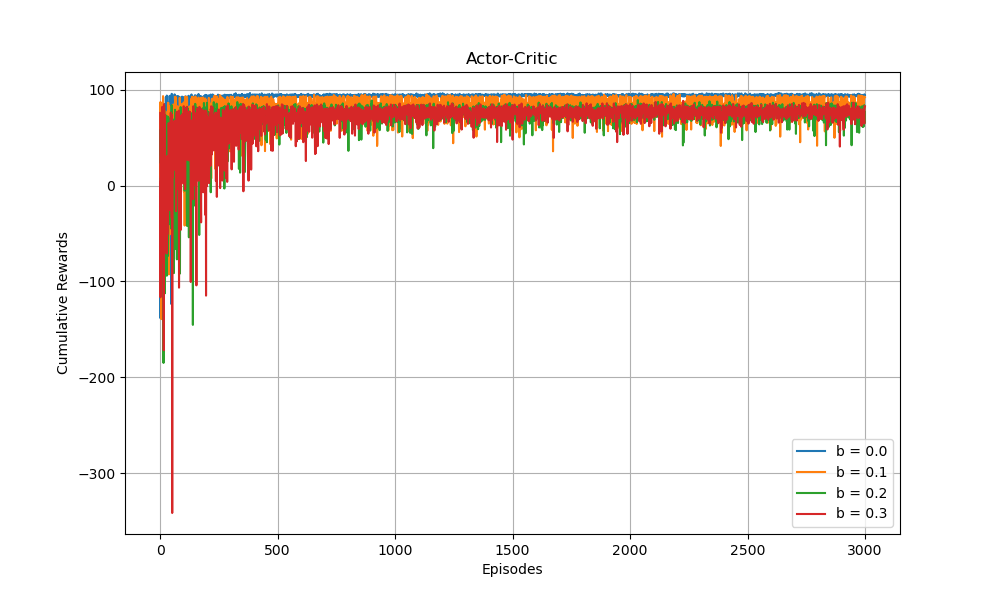 Actor-Critic
Cumulative Rewards
100
0
−100
−200
−300
0 500 1000 1500 2000 2500 3000
Episodes
b = 0.0
b = 0.1
b = 0.2
b = 0.3